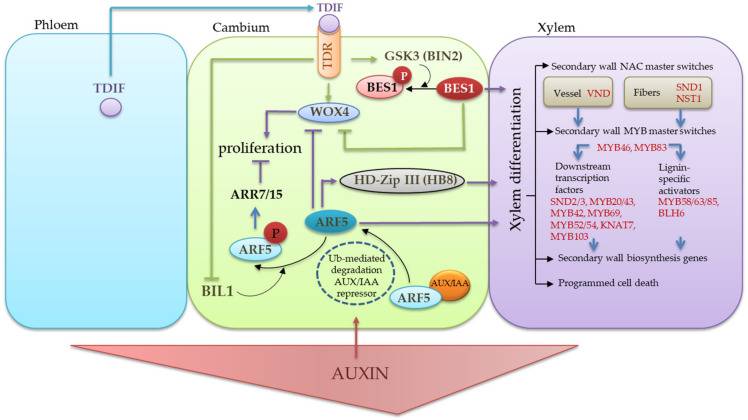 Phloem
TDIF
TDIF
Cambium
TDR
GSK3 (BIN2)
P
BES1
BES1
WOX4
proliferation
HD-Zip III (HB8)
ARR7/15
ARF5
P
ARF5
Ub-mediated
degradation
AUX/IAA
repressor
BIL1
ARF5
AUX/IAA
AUXIN
Xylem
Xylem differentiation
Secondary wall NAC master switches
Vessel VND
Fibers
SND1
NST1
Secondary wall MYB master switches
MYB46, MYB83
Downstream
transcription
factors
SND2/3, MYB20/43,
MYB42, MYB69,
MYB52/54, KNAT7,
MYB103
Lignin-
specific
activators
MYB58/63/85,
BLH6
Secondary wall biosynthesis genes
Programmed cell death